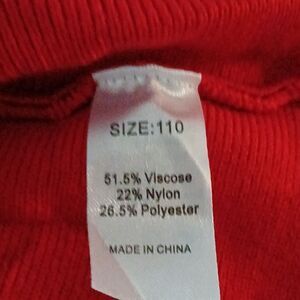 SIZE:110
51.5% Viscose
22% Nylon
26.5% Polyester
MADE IN CHINA